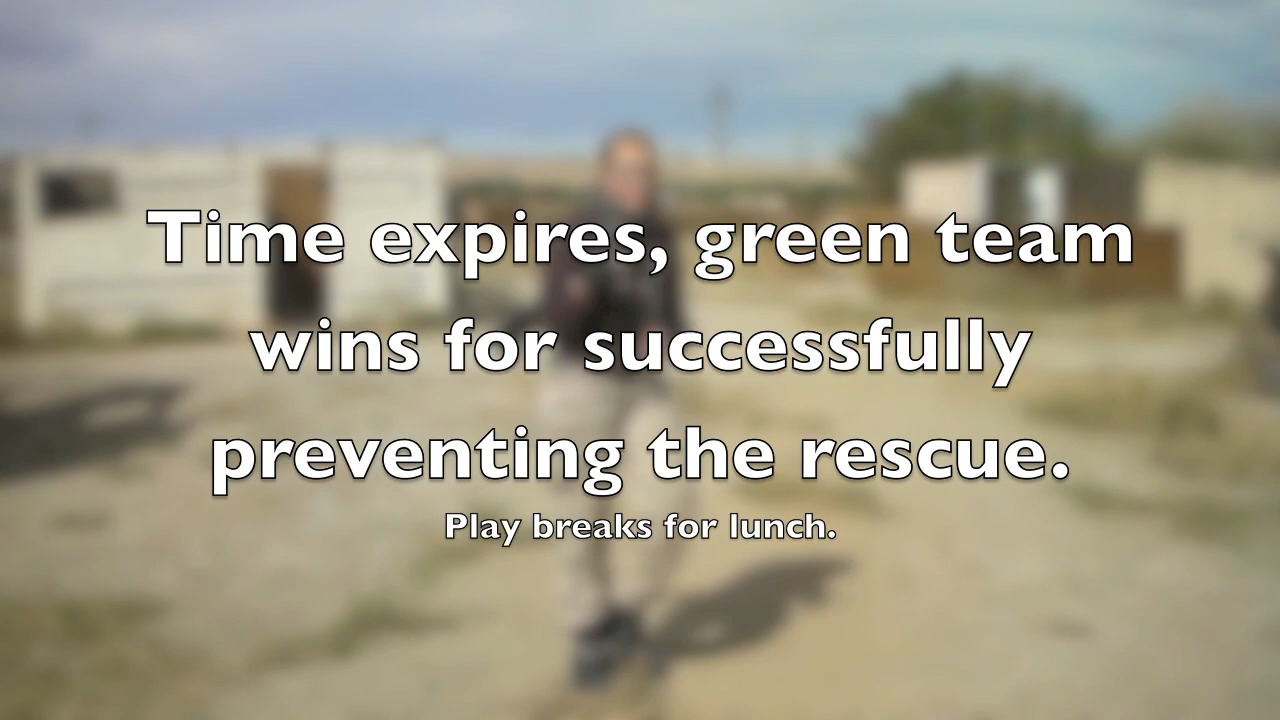 Time expires, green team
wins for successfully
preventing the rescue.
Play breaks for lunch.